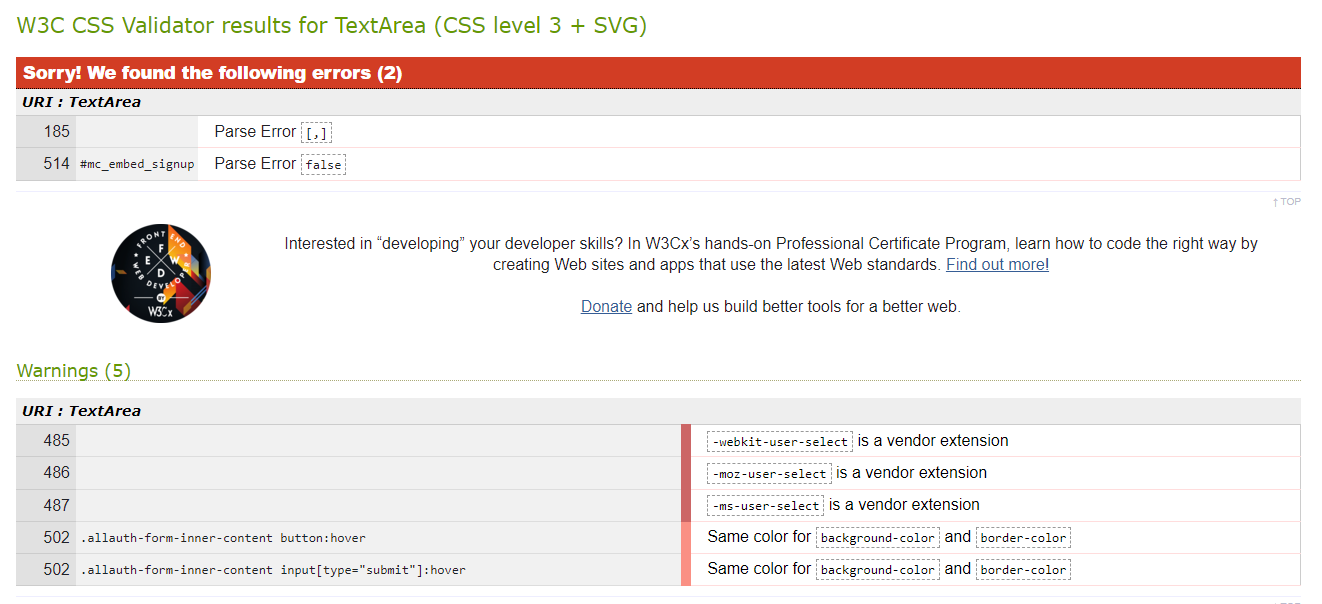 W3C CSS Validator results for TextArea (CSS level 3 + SVG)
Sorry! We found the following errors (2)
URI : TextArea
185 Parse Error [,]
514 #mc_embed_signup Parse Error false
↑ TOP
FRONT END
F
E W
D
WEB DEVELOPER
BY
W3Cx
Interested in “developing” your developer skills? In W3Cx’s hands-on Professional Certificate Program, learn how to code the right way by
creating Web sites and apps that use the latest Web standards. Find out more!
Donate and help us build better tools for a better web.
Warnings (5)
URI : TextArea
485 -webkit-user-select is a vendor extension
486 -moz-user-select is a vendor extension
487 -ms-user-select is a vendor extension
502 .allauth-form-inner-content button:hover Same color for background-color and border-color
502 .allauth-form-inner-content input[type="submit"]:hover Same color for background-color and border-color